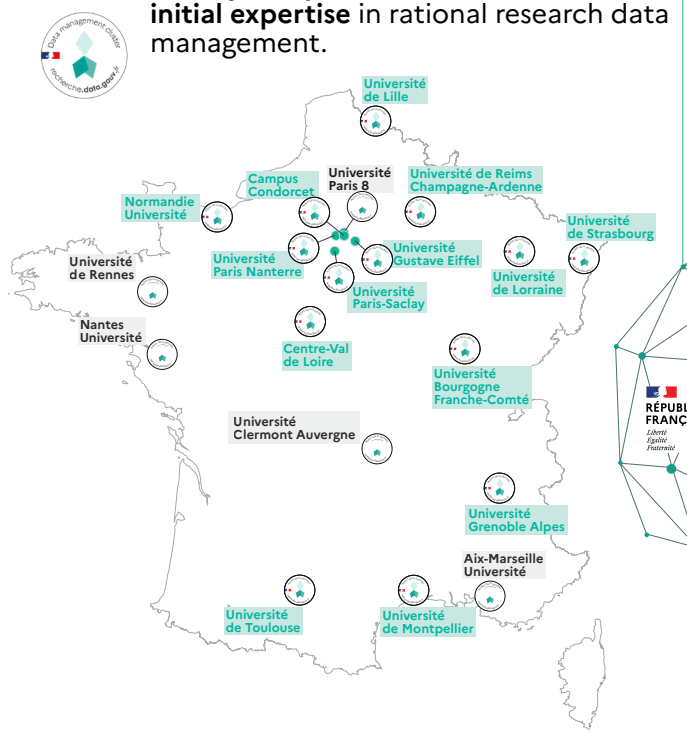 initial expertise in rational research data
management.
Data management cluster
recherche.data.gouv.fr
Université
de Lille
Campus
Condorcet
Université
Paris 8
Université de Reims
Champagne-Ardenne
Normandie
Université
Université
de Strasbourg
Université
Paris Nanterre
Université
Gustave Eiffel
Université
de Rennes
Université
de Lorraine
Université
Paris-Saclay
Nantes
Université
Centre-Val
de Loire
Université
Bourgogne
Franche-Comté
RÉPUBL
FRANÇ
Liberté
Égalité
Fraternité
Université
Clermont Auvergne
Université
Grenoble Alpes
Aix-Marseille
Université
Université
de Toulouse
Université
de Montpellier